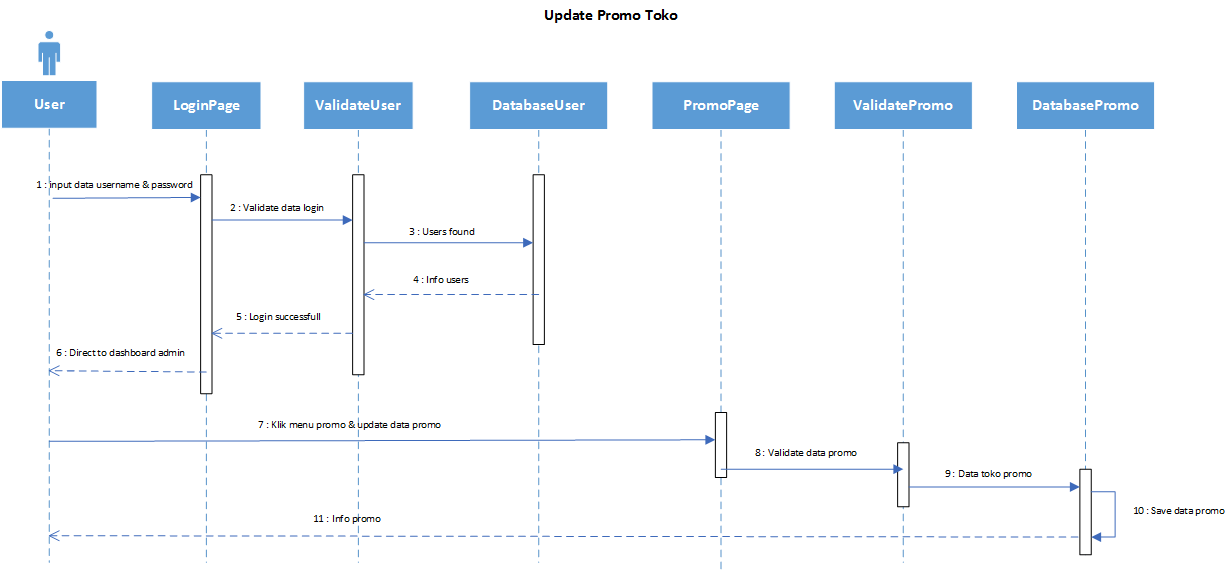 Update Promo Toko
User
LoginPage
ValidateUser
DatabaseUser
PromoPage
ValidatePromo
DatabasePromo
1 : input data username & password
2 : Validate data login
3 : Users found
4 : Info users
5 : Login successfull
6 : Direct to dashboard admin
7 : Klik menu promo & update data promo
8 : Validate data promo
9 : Data toko promo
10 : Save data promo
11 : Info promo